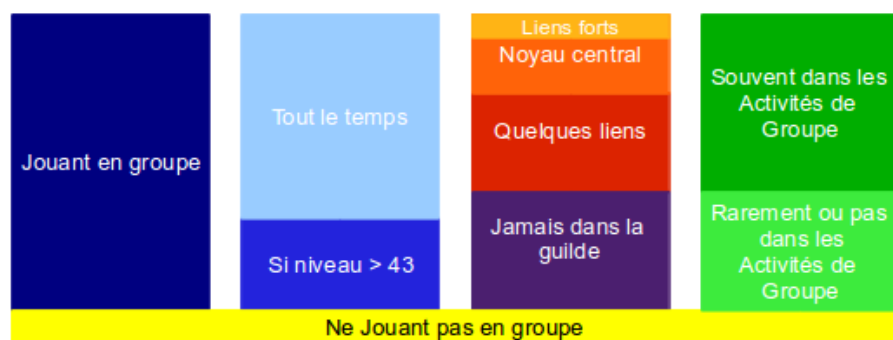 Jouant en groupe
Tout le temps
Si niveau > 43
Liens forts
Noyau central
Quelques liens
Jamais dans la
guilde
Souvent dans les
Activités de
Groupe
Rarement ou pas
dans les
Activités de
Groupe
Ne Jouant pas en groupe